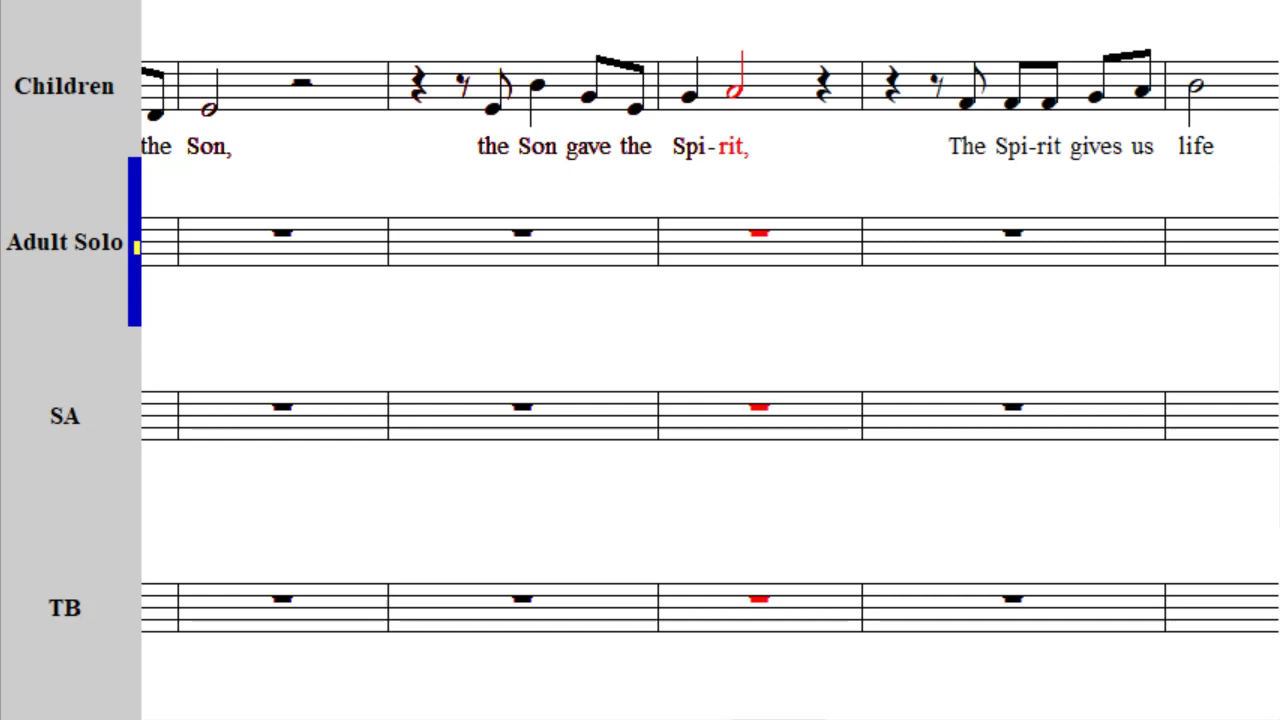 Children
the Son, the Son gave the Spi-rit, The Spi-rit gives us life
Adult Solo
SA
TB